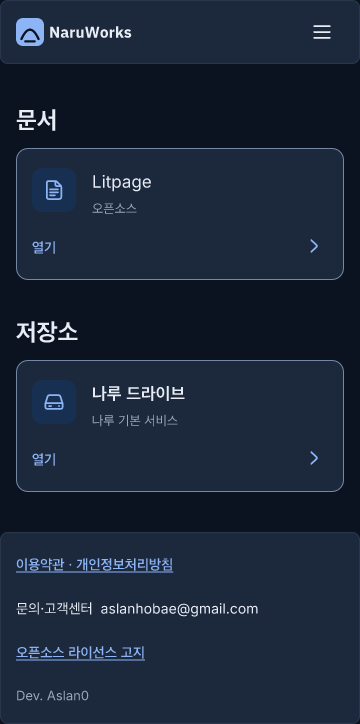 NaruWorks
문서
Litpage
오픈소스
열기
저장소
나루 드라이브
나루 기본 서비스
열기
이용약관 · 개인정보처리방침
문의·고객센터 aslanhobae@gmail.com
오픈소스 라이선스 고지
Dev. Aslan0